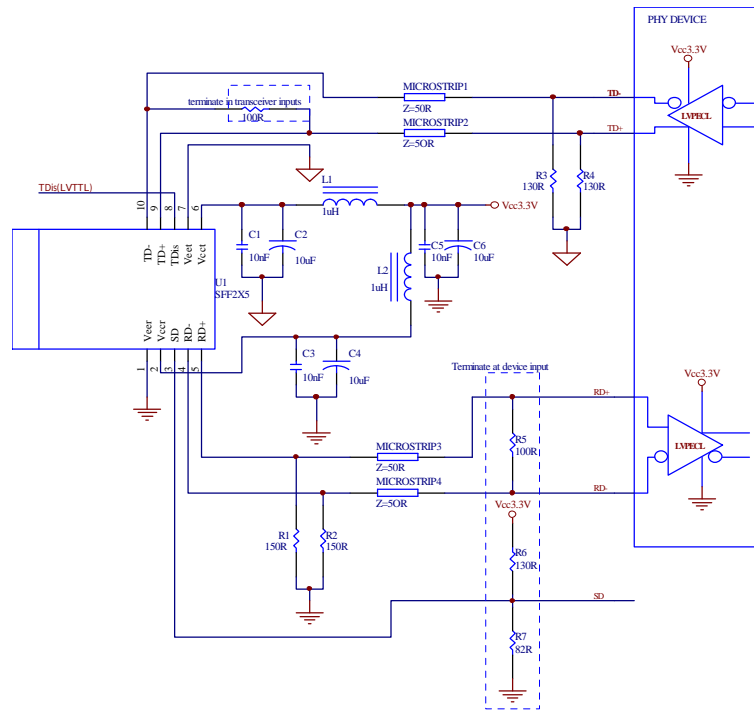 PHY DEVICE
Vcc3.3V
MICROSTRIP1
TD-
terminate in transceiver inputs
Z=50R
LVPECL
100R
MICROSTRIP2
TD+
Z=5OR
R3
130R
R4
130R
TDis(LVTTL)
L1
1uH
Vcc3.3V
10
9
8
7
6
C1
10nF
C2
10uF
C5
10nF
C6
10uF
L2
1uH
TD-
TD+
TDis
Veet
Vcct
U1
SFF2X5
Veer
Vccr
SD
RD-
RD+
1
2
3
4
5
C3
10nF
C4
10uF
Terminate at device input
Vcc3.3V
RD+
LVPECL
R5
100R
MICROSTRIP3
Z=50R
MICROSTRIP4
Z=5OR
RD-
Vcc3.3V
R1
150R
R2
150R
R6
130R
SD
R7
82R